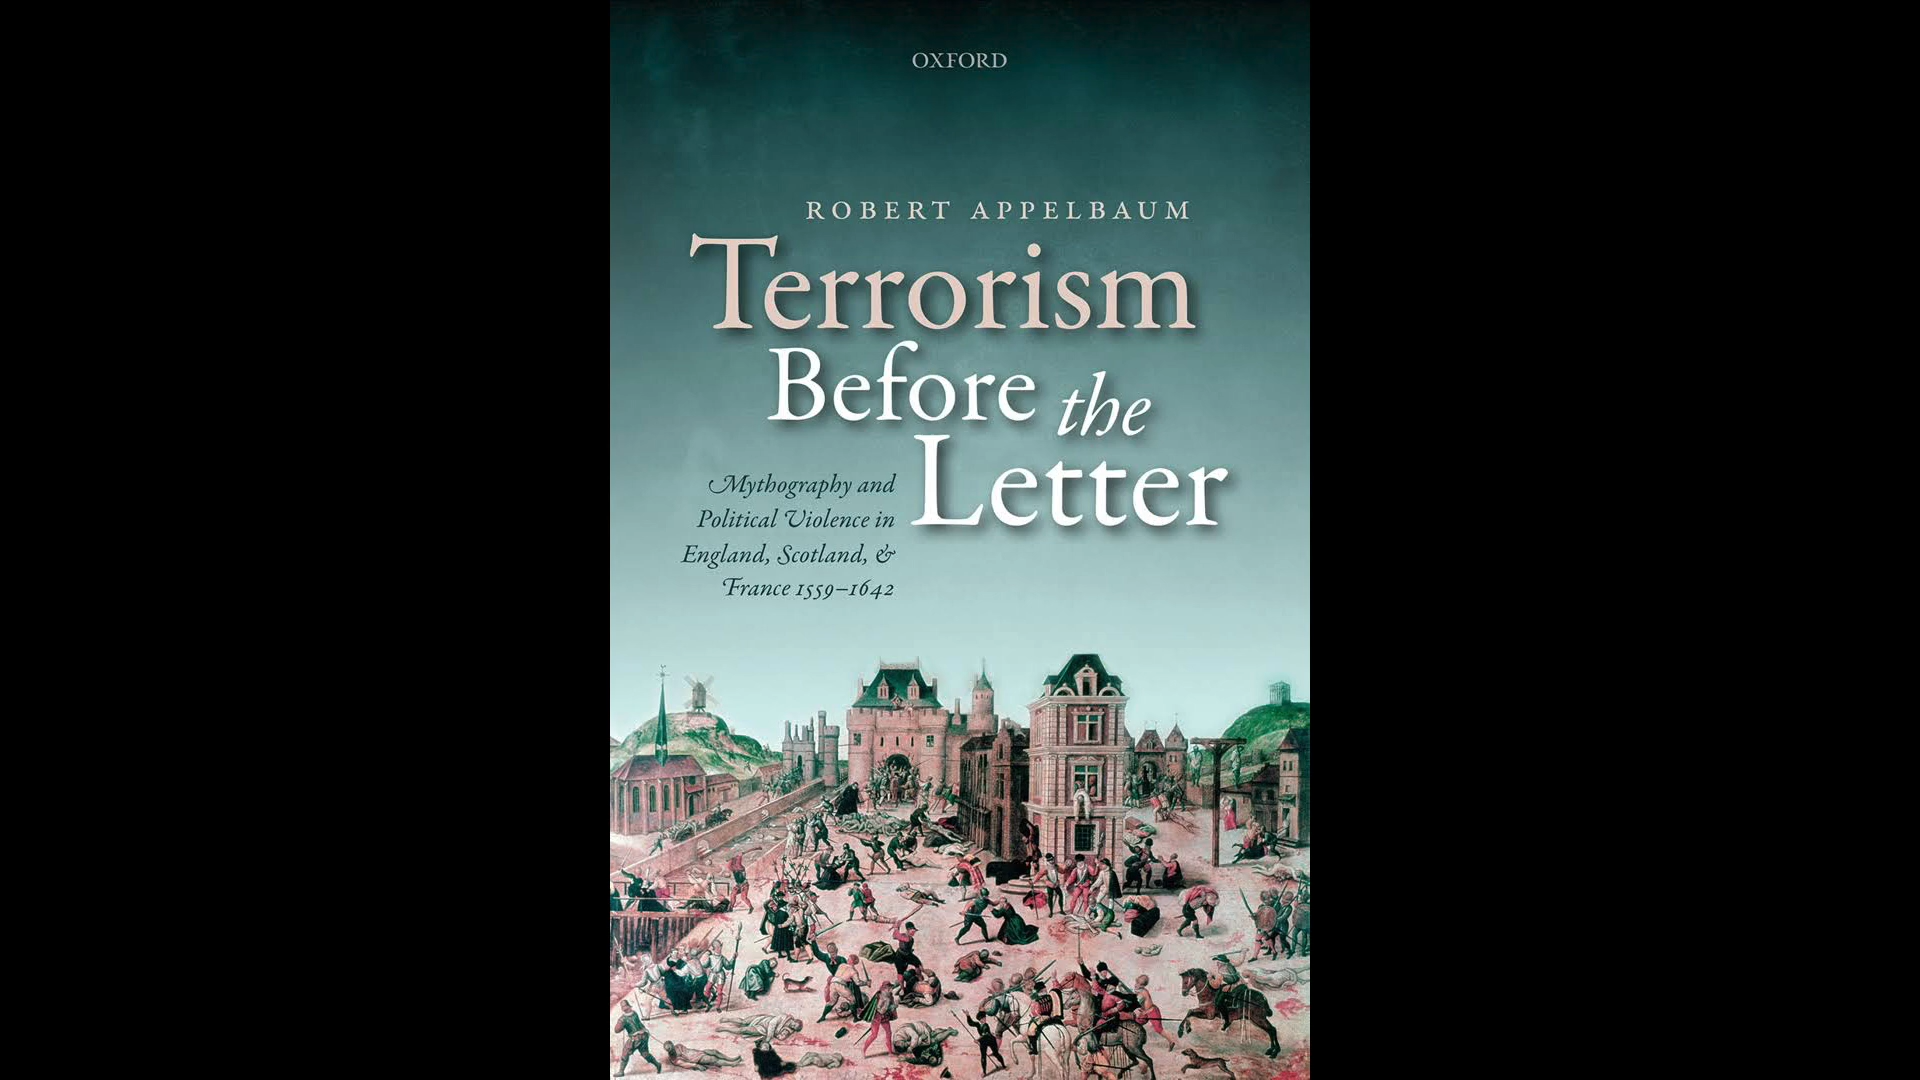 OXFORD
ROBERT APPELBAUM
Terrorism
Before the
Letter
Mythography and
Political Violence in
England, Scotland, &
France 1559–1642